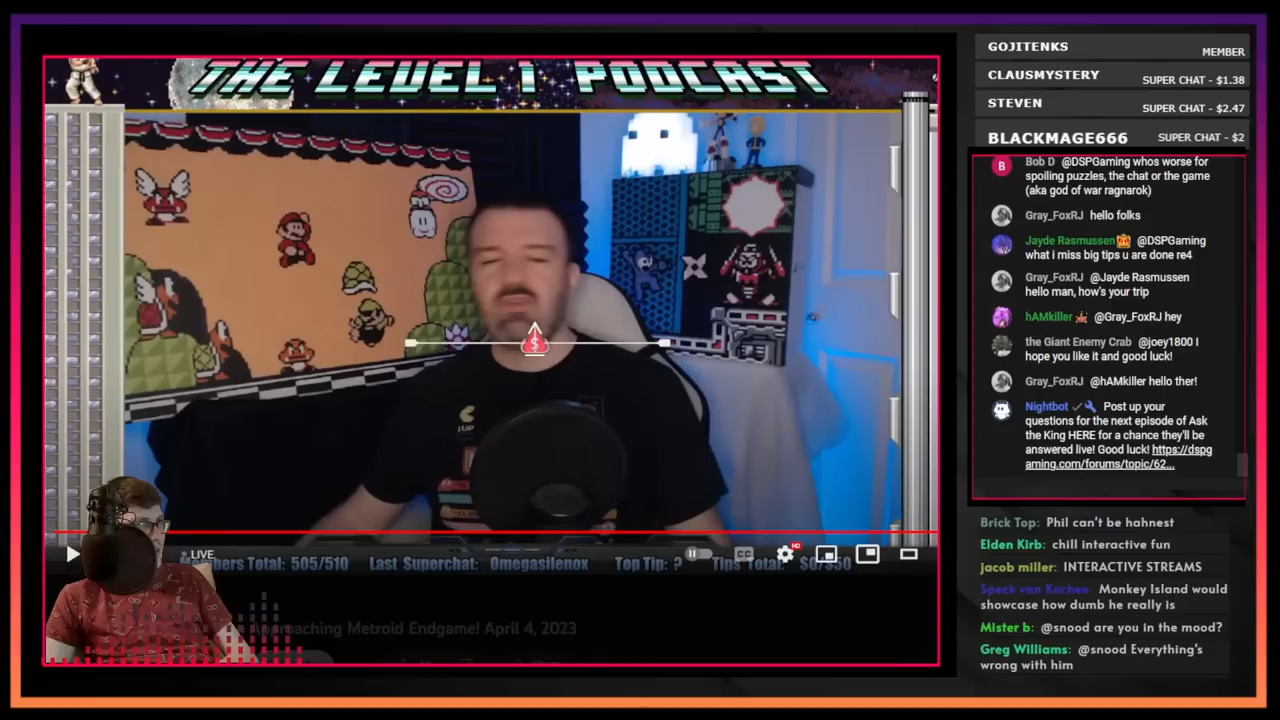 THE LEVEL 1 PODCAST
1UP
$
LIVE
HD
CC
Members Total: 505/510 Last Superchat: Omegasilenox Top Tip: ? Tips Total: $0/$50
Approaching Metroid Endgame! April 4, 2023
GOJITENKS MEMBER
CLAUSMYSTERY SUPER CHAT - $1.38
STEVEN SUPER CHAT - $2.47
BLACKMAGE666 SUPER CHAT - $2
B Bob D @DSPGaming whos worse for
spoiling puzzles, the chat or the game
(aka god of war ragnarok)
Gray_FoxRJ hello folks
Jayde Rasmussen @DSPGaming
what i miss big tips u are done re4
Gray_FoxRJ @Jayde Rasmussen
hello man, how's your trip
hAMkiller @Gray_FoxRJ hey
the Giant Enemy Crab @joey1800 I
hope you like it and good luck!
Gray_FoxRJ @hAMkiller hello ther!
Nightbot Post up your
questions for the next episode of Ask
the King HERE for a chance they'll be
answered live! Good luck! https://dspg
aming.com/forums/topic/62...
Brick Top: Phil can't be hahnest
Elden Kirb: chill interactive fun
Jacob miller: INTERACTIVE STREAMS
Speck van Kuchen: Monkey Island would
showcase how dumb he really is
Mister b: @snood are you in the mood?
Greg Williams: @snood Everything's
wrong with him